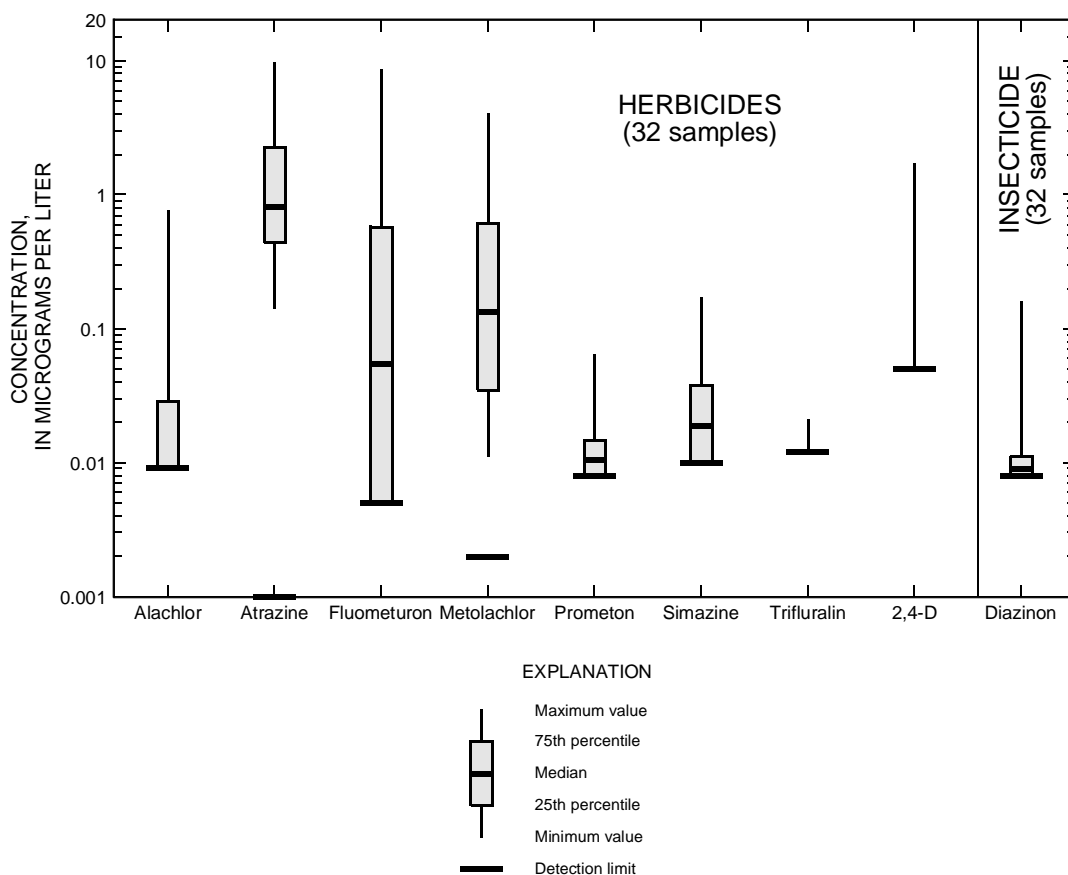 CONCENTRATION,
IN MICROGRAMS PER LITER
20
10
1
0.1
0.01
0.001
HERBICIDES
(32 samples)
INSECTICIDE
(32 samples)
Alachlor
Atrazine
Fluometuron
Metolachlor
Prometon
Simazine
Trifluralin
2,4-D
Diazinon
EXPLANATION
Maximum value
75th percentile
Median
25th percentile
Minimum value
Detection limit